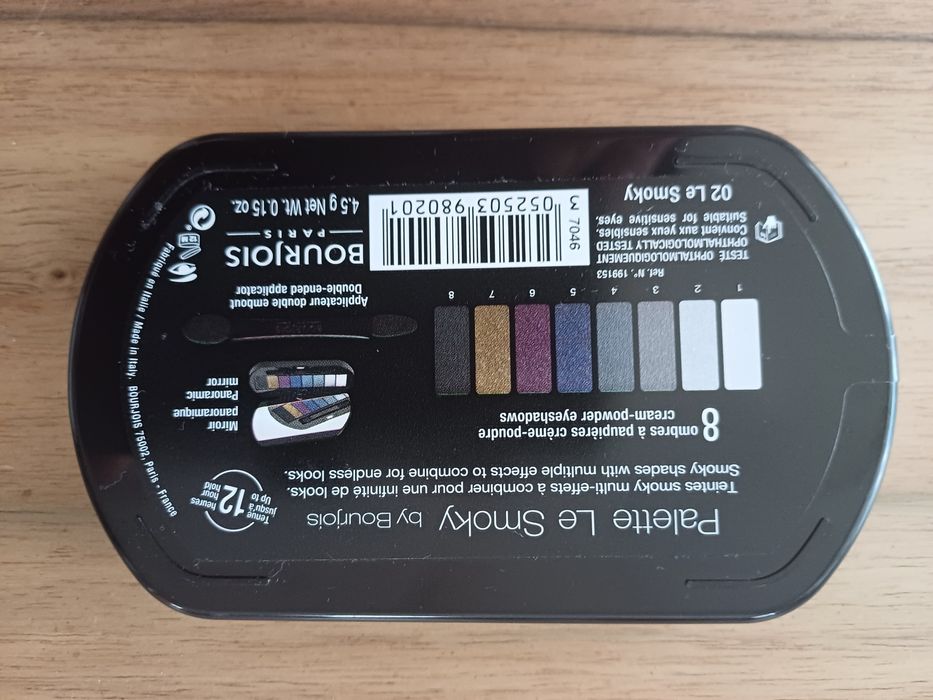 Palette Le Smoky by Bourjois
Teintes smoky multi-effets à combiner pour une infinité de looks.
Smoky shades with multiple effects to combine for endless looks.
Tenue
jusqu'à
12 heures
hour
Up to
hold
8 ombres à paupières crème-poudre
cream-powder eyeshadows
1 2 3 4 5 6 7 8
Miroir
panoramique
Panoramic
mirror
Applicateur double embout
Double-ended applicator
Réf. N°. 199153
TESTÉ OPHTALMOLOGIQUEMENT
OPHTHALMOLOGICALLY TESTED
Convient aux yeux sensibles.
Suitable for sensitive eyes.
02 Le Smoky
7046
3 052503 980201
BOURJOIS
PARIS
4.5 g Net Wt. 0.15 oz.
Fabriqué en Italie / Made in Italy. BOURJOIS 75002, Paris - France